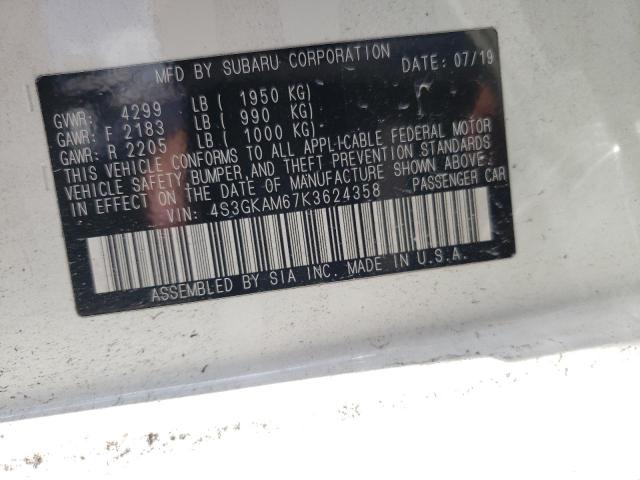 MFD BY SUBARU CORPORATION DATE: 07/19
GVWR: 4299 LB ( 1950 KG)
GAWR: F 2183 LB ( 990 KG)
GAWR: R 2205 LB ( 1000 KG)
THIS VEHICLE CONFORMS TO ALL APPLICABLE FEDERAL MOTOR
VEHICLE SAFETY, BUMPER, AND THEFT PREVENTION STANDARDS
IN EFFECT ON THE DATE OF MANUFACTURE SHOWN ABOVE.
VIN: 4S3GKAM67K3624358 PASSENGER CAR
ASSEMBLED BY SIA INC. MADE IN U.S.A.